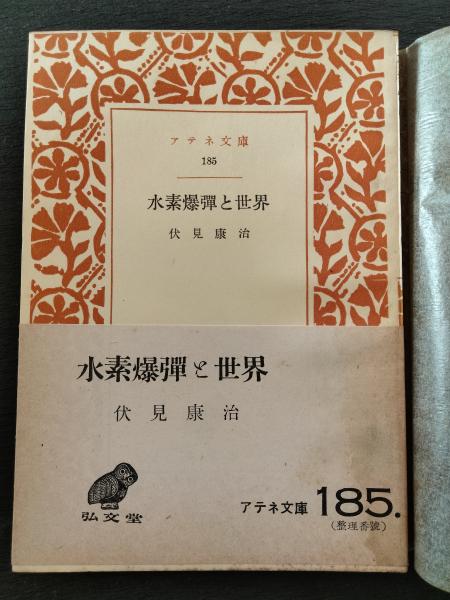 アテネ文庫
185
水素爆彈と世界
伏見康治
水素爆彈と世界
伏見康治
弘文堂
アテネ文庫 185.
(整理番號)